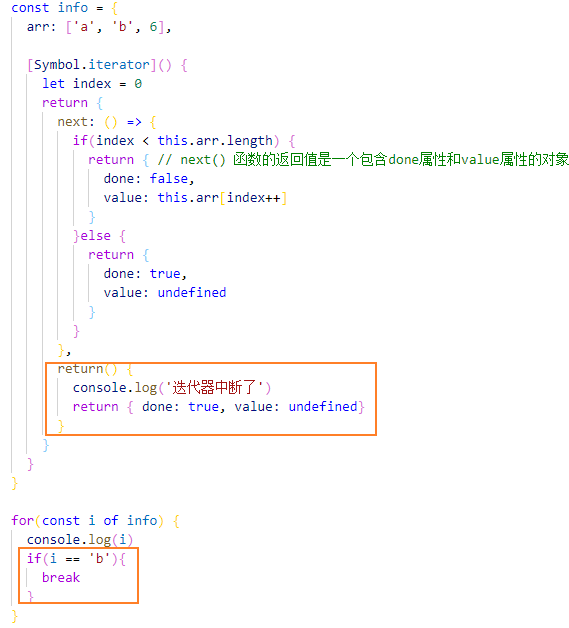 const info = {
  arr: ['a', 'b', 6],
  [Symbol.iterator]() {
    let index = 0
    return {
      next: () => {
        if(index < this.arr.length) {
          return { // next() 函数的返回值是一个包含done属性和value属性的对象
            done: false,
            value: this.arr[index++]
          }
        }else {
          return {
            done: true,
            value: undefined
          }
        }
      },
      return() {
        console.log('迭代器中断了')
        return { done: true, value: undefined}
      }
    }
  }
}
for(const i of info) {
  console.log(i)
  if(i == 'b'){
    break
  }
}